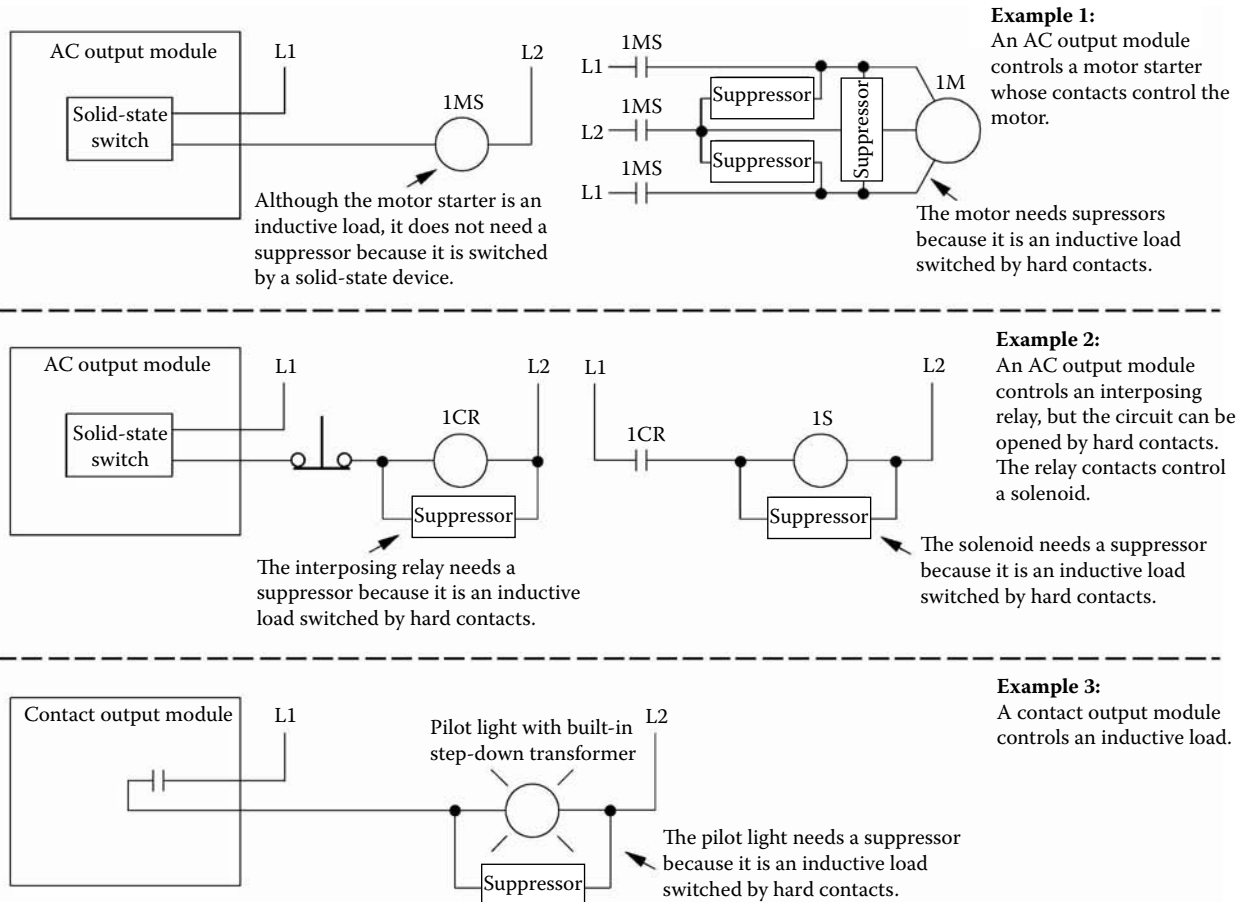 AC output module
L1
L2
Solid-state
switch
1MS
Although the motor starter is an
inductive load, it does not need a
suppressor because it is switched
by a solid-state device.
1MS
L1
1MS
L2
1MS
L1
Suppressor
Suppressor
Suppressor
1M
The motor needs supressors
because it is an inductive load
switched by hard contacts.
Example 1:
An AC output module
controls a motor starter
whose contacts control the
motor.
AC output module
L1
L2
Solid-state
switch
1CR
Suppressor
The interposing relay needs a
suppressor because it is an inductive
load switched by hard contacts.
L1
L2
1CR
1S
Suppressor
The solenoid needs a suppressor
because it is an inductive load
switched by hard contacts.
Example 2:
An AC output module
controls an interposing
relay, but the circuit can be
opened by hard contacts.
The relay contacts control
a solenoid.
Contact output module
L1
Pilot light with built-in
step-down transformer
L2
Suppressor
The pilot light needs a suppressor
because it is an inductive load
switched by hard contacts.
Example 3:
A contact output module
controls an inductive load.